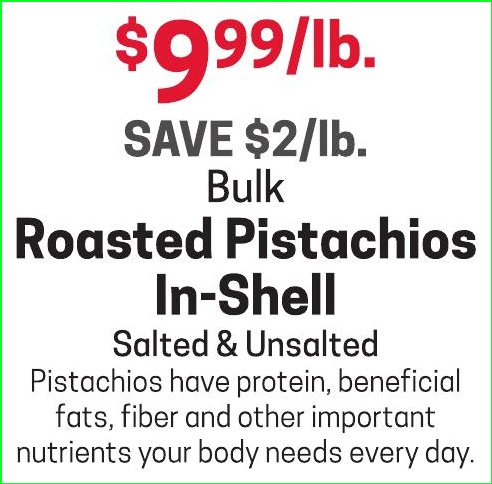 $9.99/lb.
SAVE $2/lb.
Bulk
Roasted Pistachios
In-Shell
Salted & Unsalted
Pistachios have protein, beneficial
fats, fiber and other important
nutrients your body needs every day.